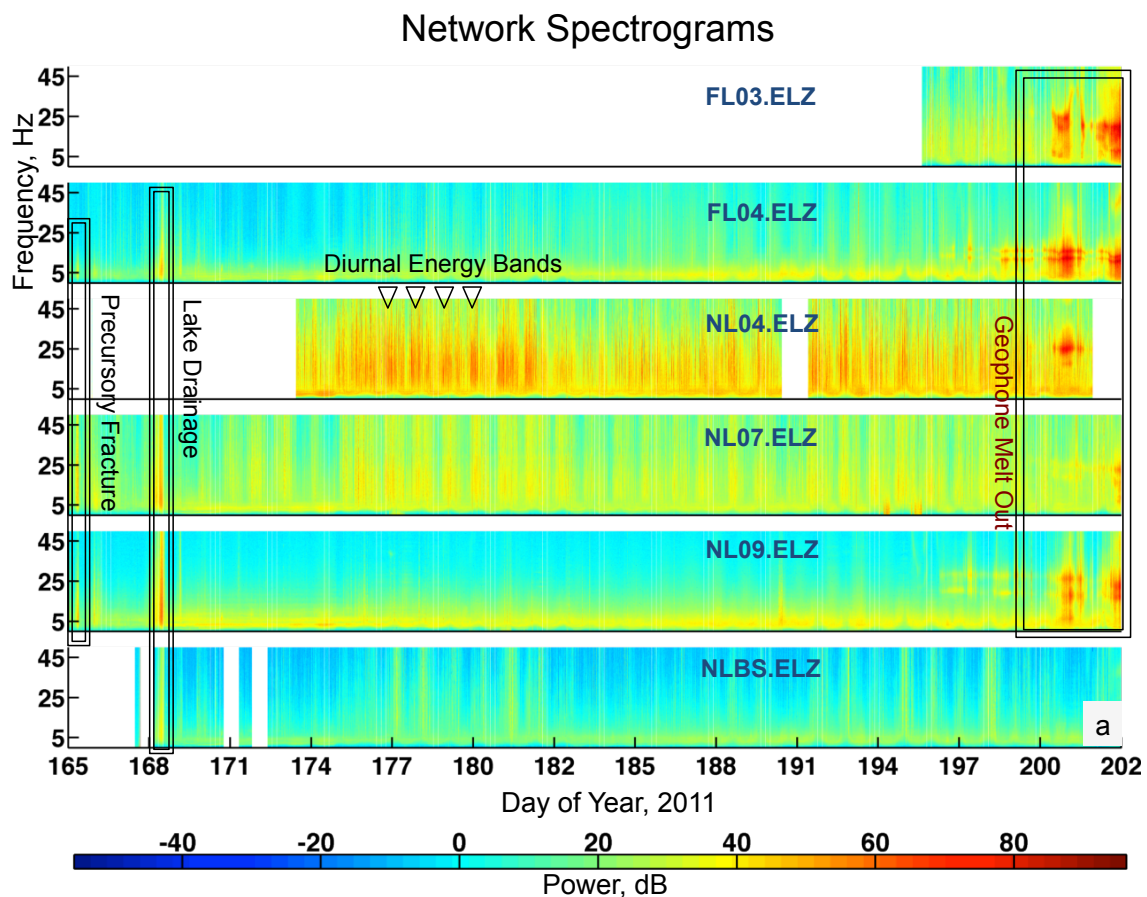 Network Spectrograms
Frequency, Hz
45
25
5
FL03.ELZ
45
25
5
FL04.ELZ
Diurnal Energy Bands
45
25
5
NL04.ELZ
Precursory Fracture
Lake Drainage
Geophone Melt Out
45
25
5
NL07.ELZ
45
25
5
NL09.ELZ
45
25
5
NLBS.ELZ
a
165 168 171 174 177 180 182 185 188 191 194 197 200 202
Day of Year, 2011
-40 -20 0 20 40 60 80
Power, dB